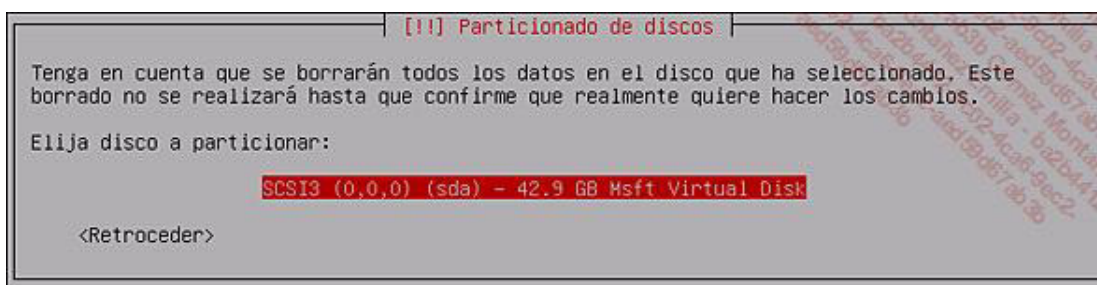 [!!] Particionado de discos
Tenga en cuenta que se borrarán todos los datos en el disco que ha seleccionado. Este
borrado no se realizará hasta que confirme que realmente quiere hacer los cambios.
Elija disco a particionar:
SCSI3 (0,0,0) (sda) - 42.9 GB Msft Virtual Disk
<Retroceder>